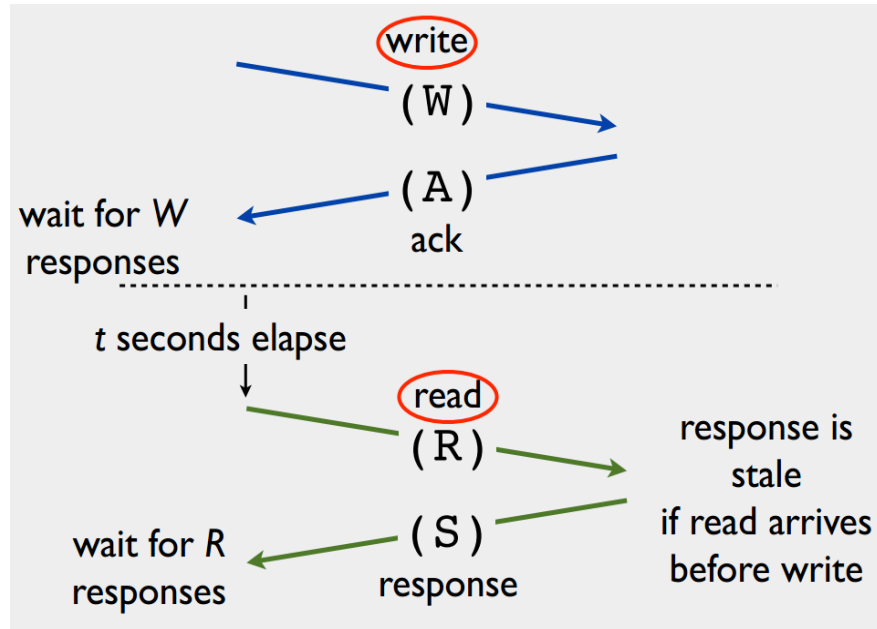 write
(W)
(A)
ack
wait for W
responses
t seconds elapse
read
(R)
(S)
response
wait for R
responses
response is
stale
if read arrives
before write